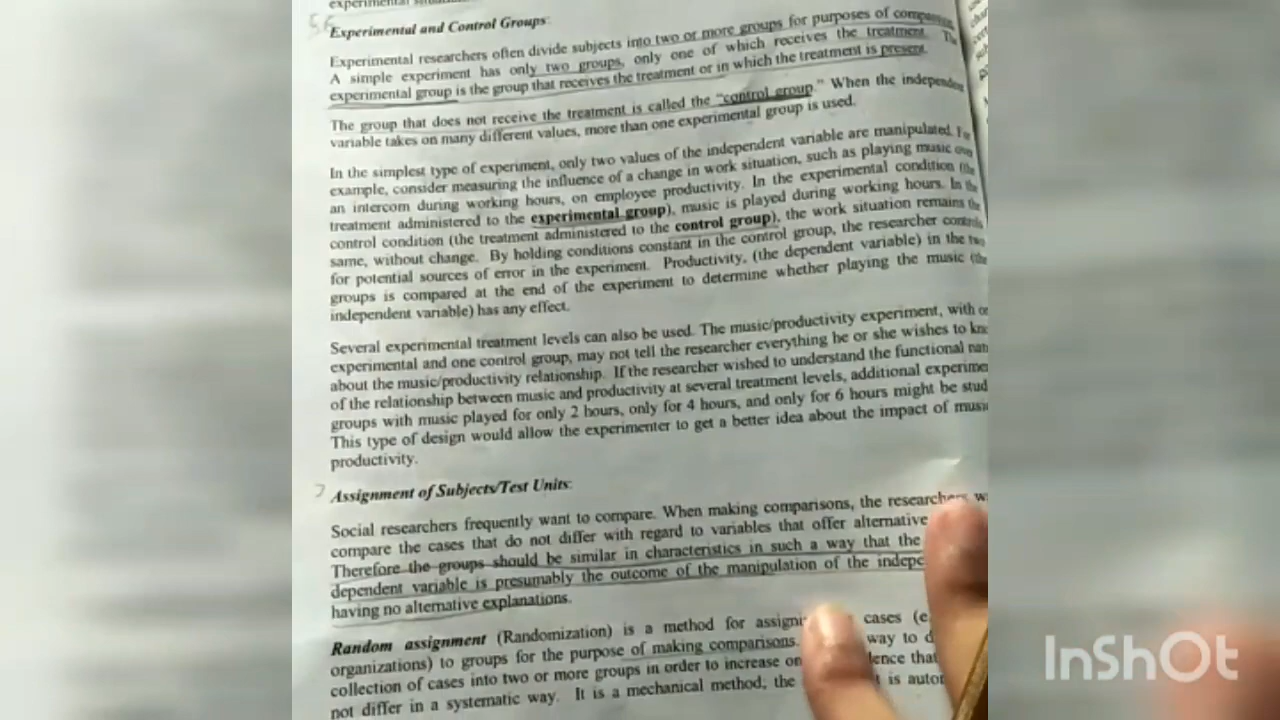 experimental
56
Experimental and Control Groups:
Experimental researchers often divide subjects into two or more groups for purposes of
A simple experiment has only two groups, only one of which receives the treatment. The
experimental group is the group that receives the treatment or in which the treatment is present.
The group that does not receive the treatment is called the "control group." When the
variable takes on many different values, more than one experimental group is used.
In the simplest type of experiment, only two values of the independent variable are manipulated.
example, consider measuring the influence of a change in work situation, such as playing music
an intercom during working hours, on employee productivity. In the experimental condition (the
treatment administered to the experimental group), music is played during working hours. In the
control condition (the treatment administered to the control group), the work situation remains the
same, without change. By holding conditions constant in the control group, the researcher controls
for potential sources of error in the experiment. Productivity, (the dependent variable) in the two
groups is compared at the end of the experiment to determine whether playing the music (the
independent variable) has any effect.
Several experimental treatment levels can also be used. The music/productivity experiment, with
experimental and one control group, may not tell the researcher everything he or she wishes to
about the music/productivity relationship. If the researcher wished to understand the functional
of the relationship between music and productivity at several treatment levels, additional
groups with music played for only 2 hours, only for 4 hours, and only for 6 hours might be
This type of design would allow the experimenter to get a better idea about the impact of
productivity.
7 Assignment of Subjects/Test Units:
Social researchers frequently want to compare. When making comparisons, the researchers
compare the cases that do not differ with regard to variables that offer alternative
Therefore the groups should be similar in characteristics in such a way that the
dependent variable is presumably the outcome of the manipulation of the
having no alternative explanations.
Random assignment (Randomization) is a method for cases
organizations) to groups for the purpose of making comparisons. way to
collection of cases into two or more groups in order to increase that
not differ in a systematic way. It is a mechanical method; the is
InShOt